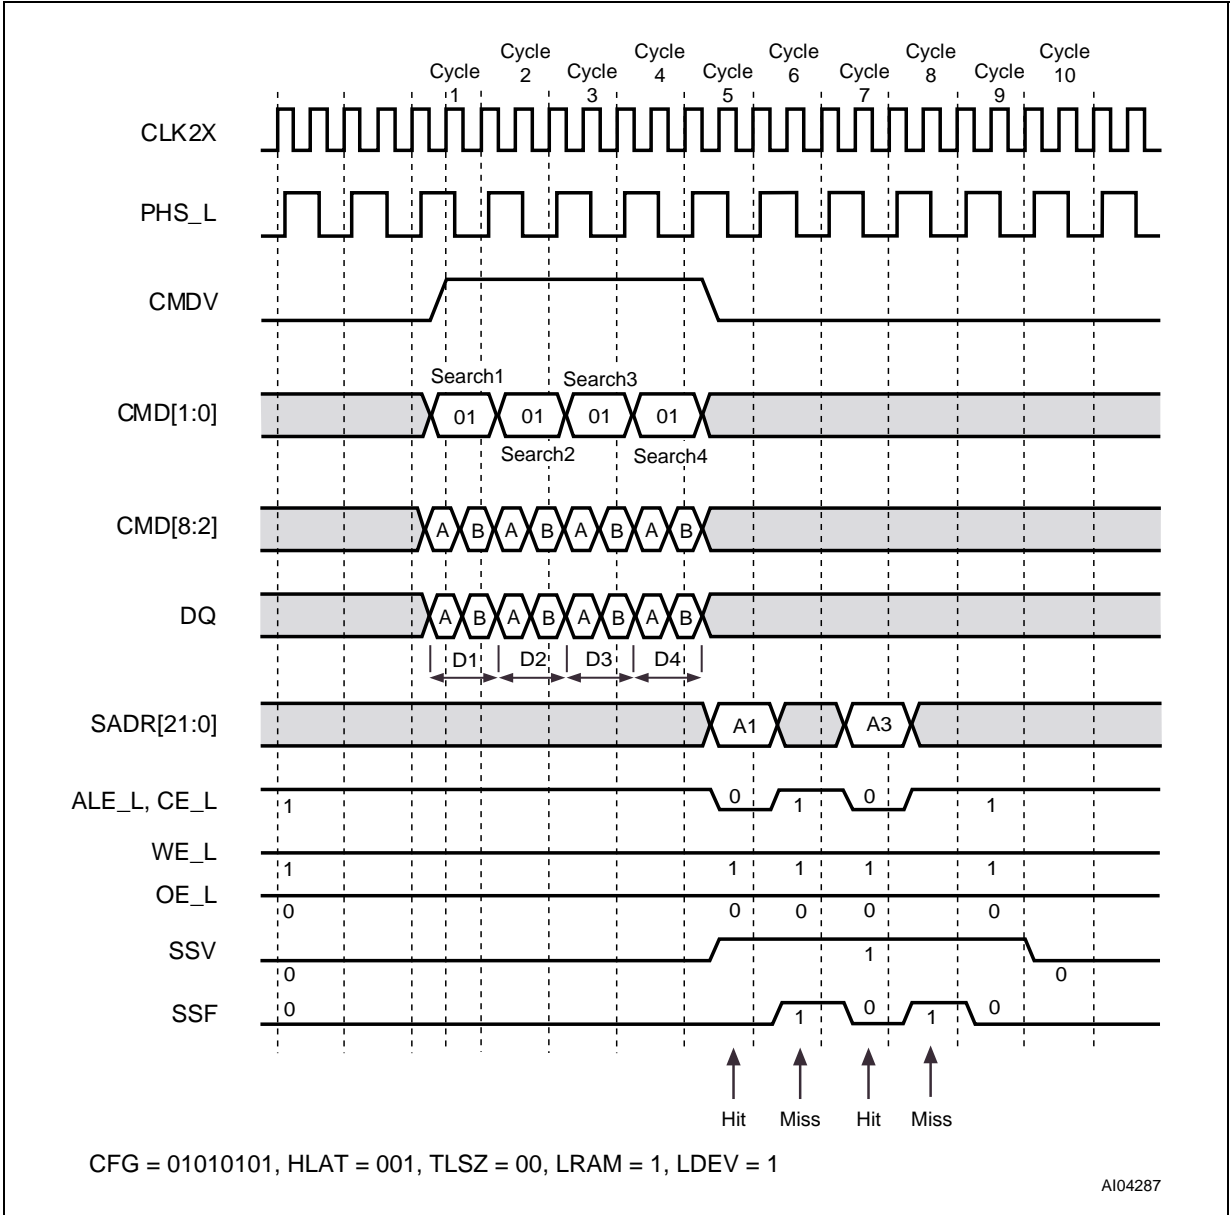 Cycle 1 Cycle 2 Cycle 3 Cycle 4 Cycle 5 Cycle 6 Cycle 7 Cycle 8 Cycle 9 Cycle 10
CLK2X
PHS_L
CMDV
Search1 Search3
CMD[1:0] 01 01 01 01
Search2 Search4
CMD[8:2] A B A B A B A B
DQ A B A B A B A B
D1 D2 D3 D4
SADR[21:0] A1 A3
ALE_L, CE_L 1 0 1 0 1
WE_L
1 1 1 1 1
OE_L
0 0 0 0 0
SSV 1
0 0
SSF 0 1 0 1 0
Hit Miss Hit Miss
CFG = 01010101, HLAT = 001, TLSZ = 00, LRAM = 1, LDEV = 1
AI04287